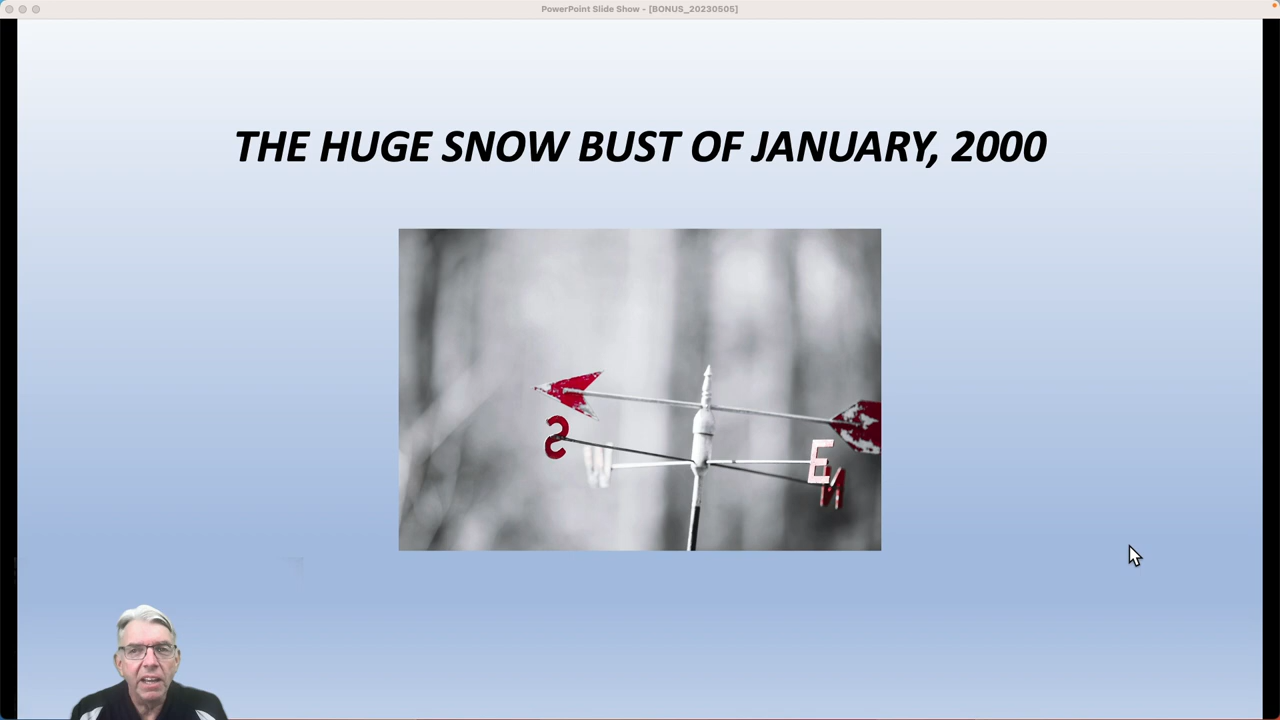 PowerPoint Slide Show - [BONUS_20230505]
THE HUGE SNOW BUST OF JANUARY, 2000
S
W
E
N